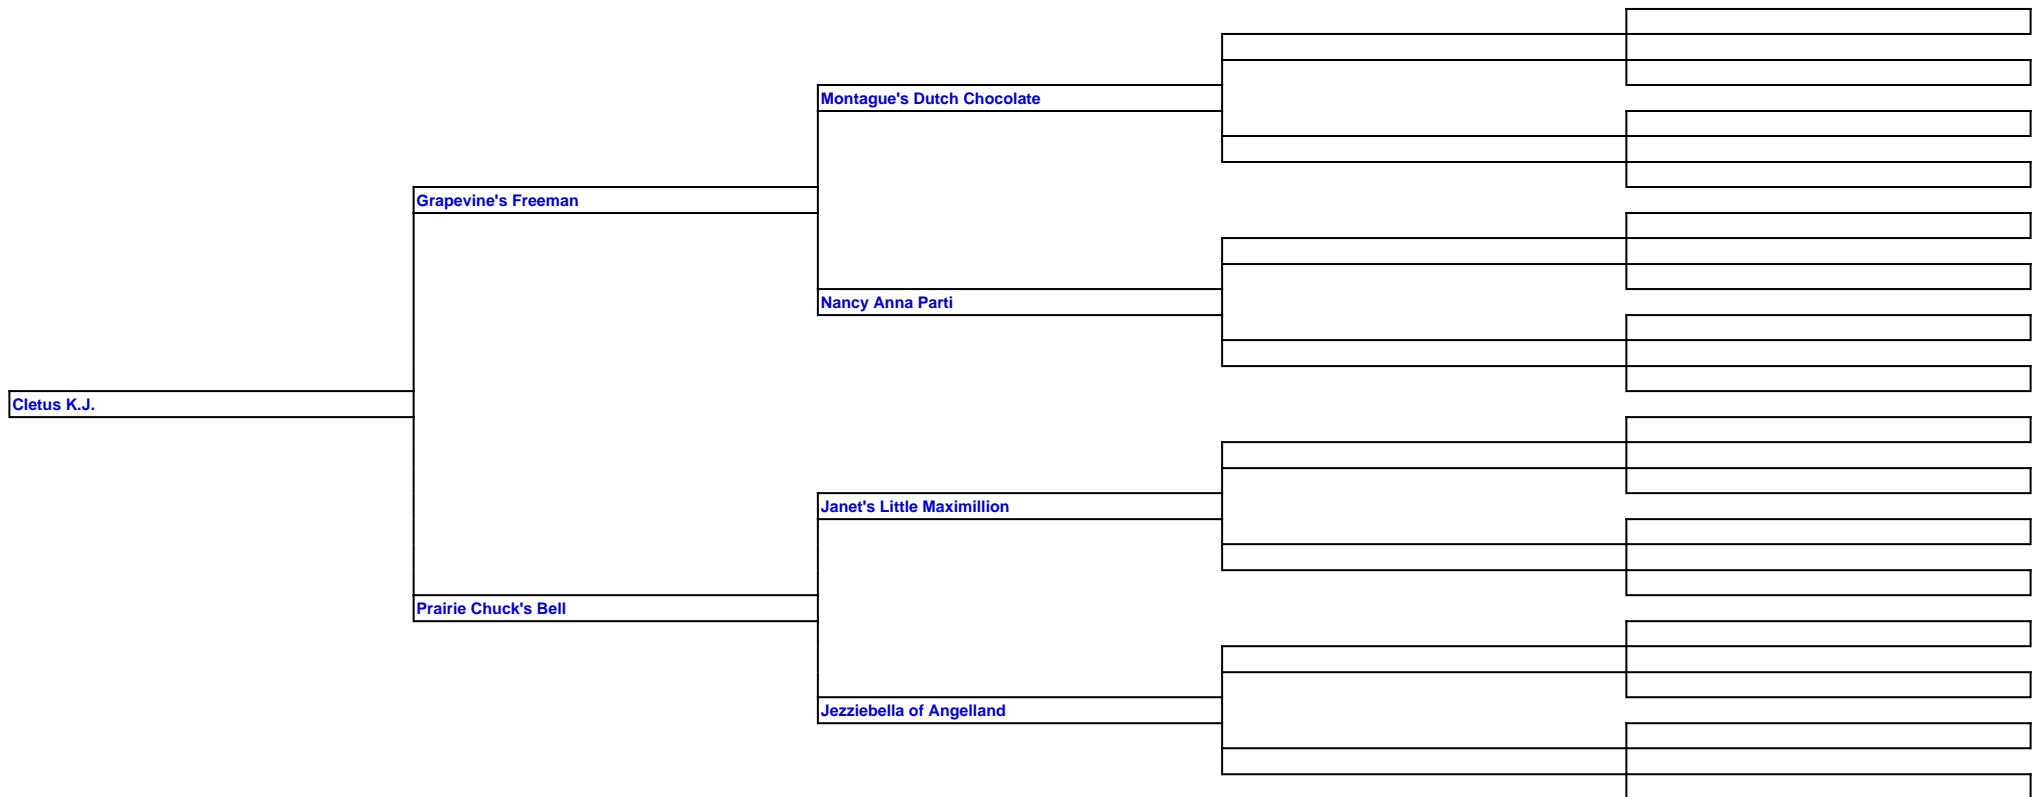 Montague's Dutch Chocolate
Grapevine's Freeman
Nancy Anna Parti
Cletus K.J.
Janet's Little Maximillion
Prairie Chuck's Bell
Jezziebella of Angelland